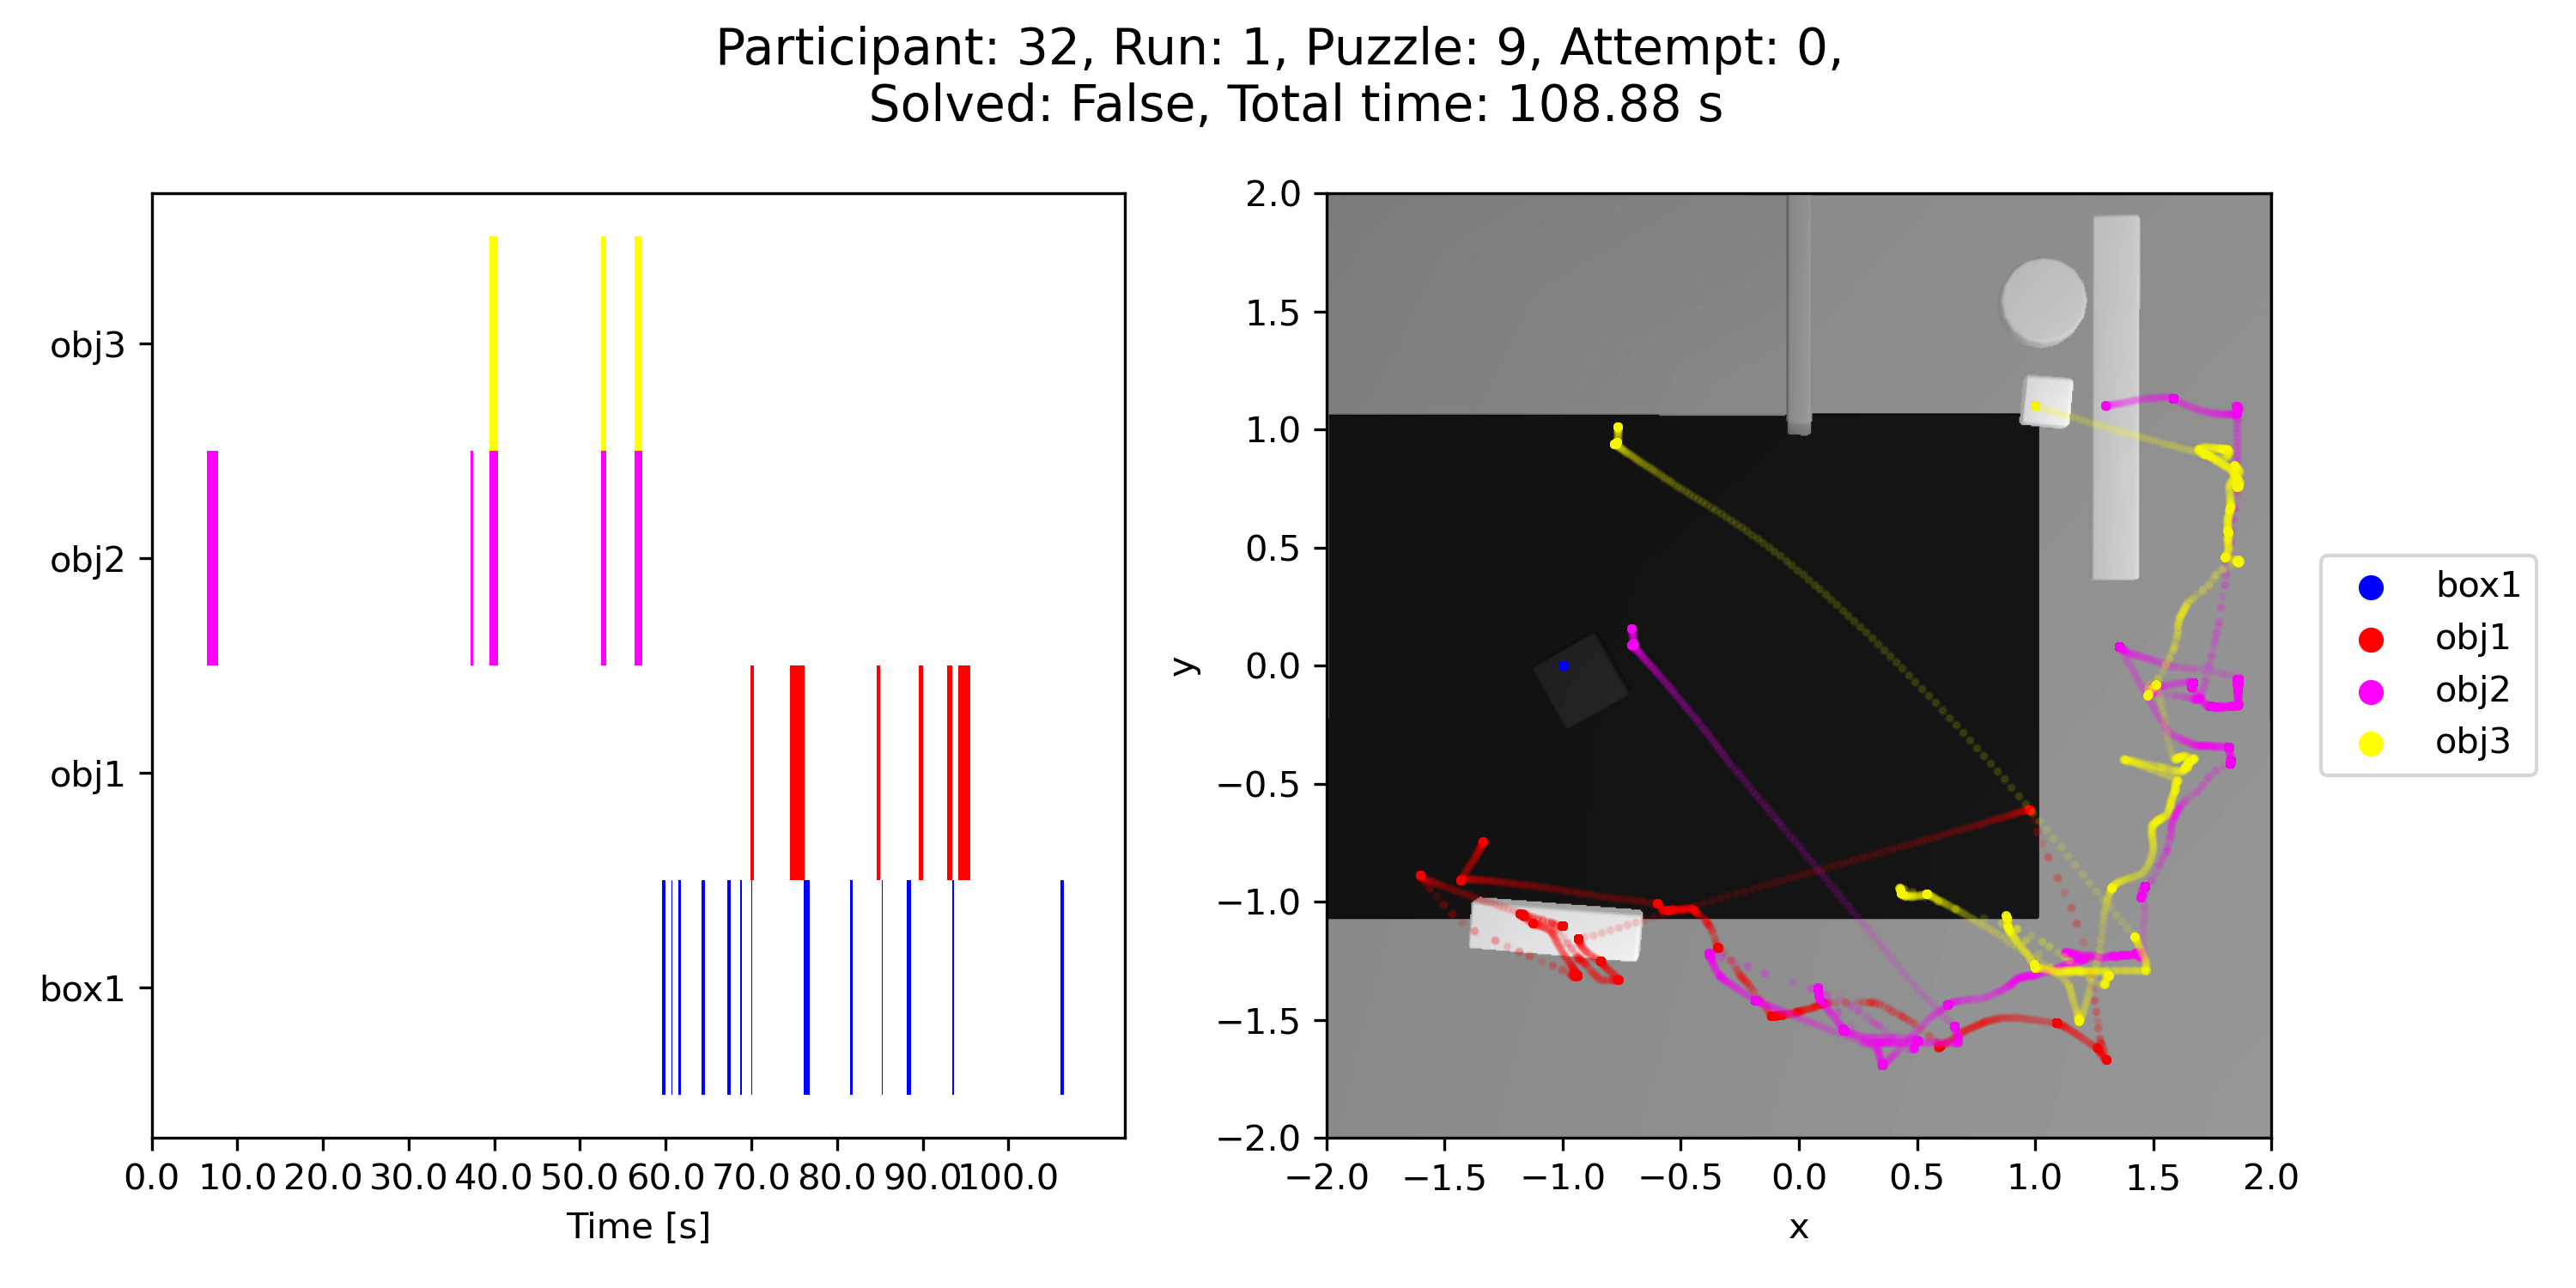 Participant: 32, Run: 1, Puzzle: 9, Attempt: 0,
Solved: False, Total time: 108.88 s
obj3
obj2
obj1
box1
0.0 10.0 20.0 30.0 40.0 50.0 60.0 70.0 80.0 90.0 100.0
Time [s]
2.0
1.5
1.0
0.5
0.0
−0.5
−1.0
−1.5
−2.0
y
−2.0 −1.5 −1.0 −0.5 0.0 0.5 1.0 1.5 2.0
x
box1
obj1
obj2
obj3